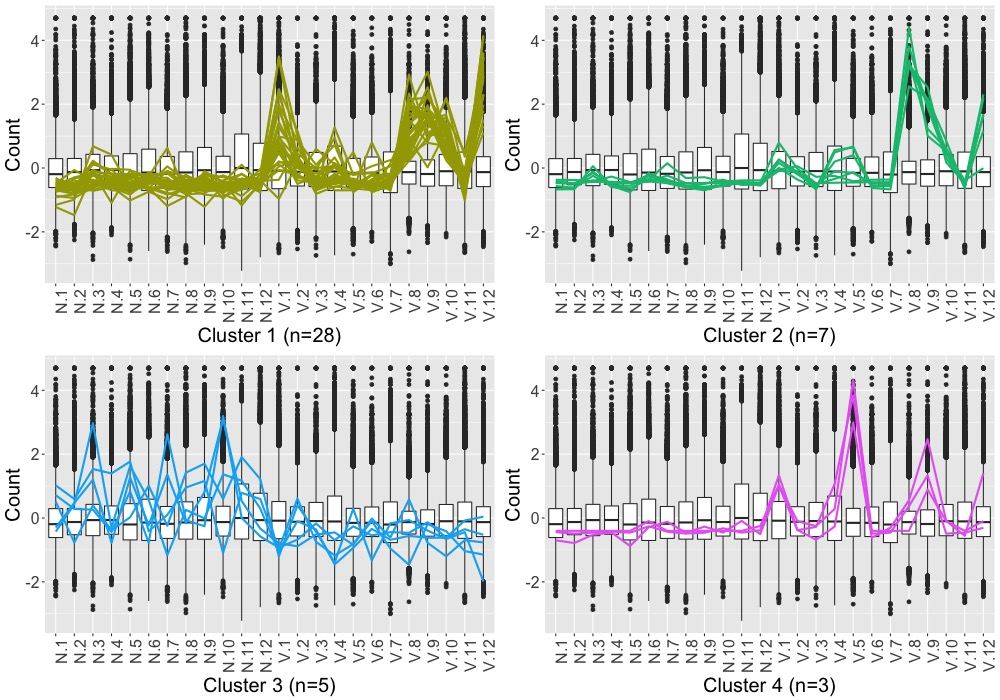 4
2
0
-2
Count
N.1 N.2 N.3 N.4 N.5 N.6 N.7 N.8 N.9 N.10 N.11 N.12 V.1 V.2 V.3 V.4 V.5 V.6 V.7 V.8 V.9 V.10 V.11 V.12
Cluster 1 (n=28)
4
2
0
-2
Count
N.1 N.2 N.3 N.4 N.5 N.6 N.7 N.8 N.9 N.10 N.11 N.12 V.1 V.2 V.3 V.4 V.5 V.6 V.7 V.8 V.9 V.10 V.11 V.12
Cluster 2 (n=7)
4
2
0
-2
Count
N.1 N.2 N.3 N.4 N.5 N.6 N.7 N.8 N.9 N.10 N.11 N.12 V.1 V.2 V.3 V.4 V.5 V.6 V.7 V.8 V.9 V.10 V.11 V.12
Cluster 3 (n=5)
4
2
0
-2
Count
N.1 N.2 N.3 N.4 N.5 N.6 N.7 N.8 N.9 N.10 N.11 N.12 V.1 V.2 V.3 V.4 V.5 V.6 V.7 V.8 V.9 V.10 V.11 V.12
Cluster 4 (n=3)